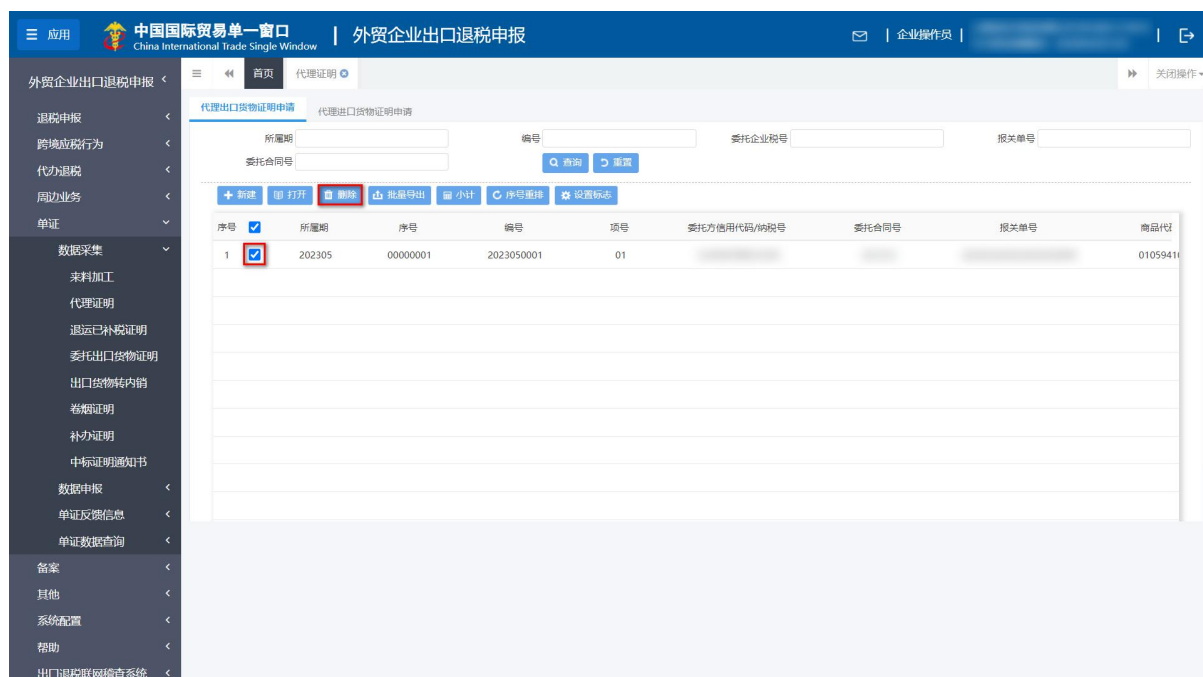 应用
中国国际贸易单一窗口
China International Trade Single Window
外贸企业出口退税申报
企业操作员
外贸企业出口退税申报
首页
代理证明
关闭操作
退税申报
跨境应税行为
代办退税
周边业务
单证
数据采集
来料加工
代理证明
退运已补税证明
委托出口货物证明
出口货物转内销
卷烟证明
补办证明
中标证明通知书
数据申报
单证反馈信息
单证数据查询
备案
其他
系统配置
帮助
出口退税联网稽查系统
代理出口货物证明申请
代理进口货物证明申请
所属期
编号
委托企业税号
报关单号
委托合同号
查询
重置
新建
打开
删除
批量导出
小计
序号重排
设置标志
序号 所属期 序号 编号 项号 委托方信用代码/纳税号 委托合同号 报关单号 商品代
1 202305 00000001 2023050001 01 0105941